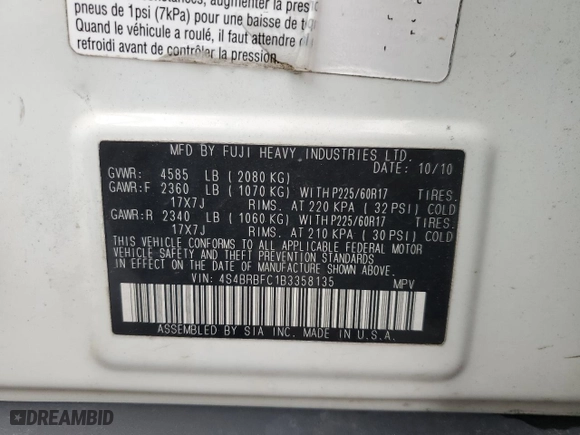 circonstances, augmenter la pression
pneus de 1psi (7kPa) pour une baisse de
Quand le véhicule a roulé, il faut attendre
refroidi avant de contrôler la pression.
MFD BY FUJI HEAVY INDUSTRIES LTD.
GVWR: 4585 LB (2080 KG) DATE: 10/10
GAWR:F 2360 LB (1070 KG) WITH P225/60R17 TIRES.
17X7J RIMS. AT 220 KPA (32 PSI) COLD
GAWR:R 2340 LB (1060 KG) WITH P225/60R17 TIRES.
17X7J RIMS. AT 210 KPA (30 PSI) COLD
THIS VEHICLE CONFORMS TO ALL APPLICABLE FEDERAL MOTOR
VEHICLE SAFETY AND THEFT PREVENTION STANDARDS
IN EFFECT ON THE DATE OF MANUFACTURE SHOWN ABOVE.
VIN: 4S4BRBFC1B3358135 MPV
ASSEMBLED BY SIA INC. MADE IN U.S.A.
DREAMBID